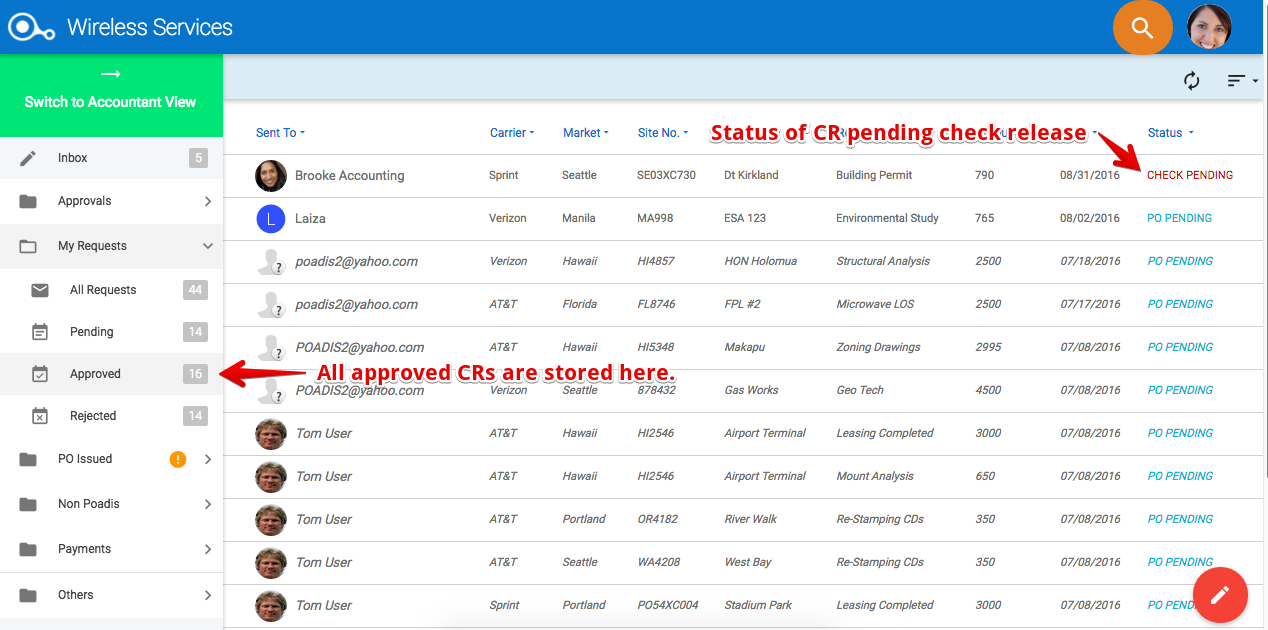 Wireless Services
Switch to Accountant View
Inbox 5
Approvals
My Requests
All Requests 44
Pending 14
Approved 16
Rejected 14
PO Issued !
Non Poadis
Payments
Others
Sent To Carrier Market Site No. Status
Status of CR pending check release
Brooke Accounting Sprint Seattle SE03XC730 Dt Kirkland Building Permit 790 08/31/2016 CHECK PENDING
L Laiza Verizon Manila MA998 ESA 123 Environmental Study 765 08/02/2016 PO PENDING
? poadis2@yahoo.com Verizon Hawaii HI4857 HON Holomua Structural Analysis 2500 07/18/2016 PO PENDING
? poadis2@yahoo.com AT&T Florida FL8746 FPL #2 Microwave LOS 2500 07/17/2016 PO PENDING
? POADIS2@yahoo.com AT&T Hawaii HI5348 Makapu Zoning Drawings 2995 07/08/2016 PO PENDING
All approved CRs are stored here.
? POADIS2@yahoo.com Verizon Seattle 878432 Gas Works Geo Tech 4500 07/08/2016 PO PENDING
Tom User AT&T Hawaii HI2546 Airport Terminal Leasing Completed 3000 07/08/2016 PO PENDING
Tom User AT&T Hawaii HI2546 Airport Terminal Mount Analysis 650 07/08/2016 PO PENDING
Tom User AT&T Portland OR4182 River Walk Re-Stamping CDs 350 07/08/2016 PO PENDING
Tom User AT&T Seattle WA4208 West Bay Re-Stamping CDs 350 07/08/2016 PO PENDING
Tom User Sprint Portland PO54XC004 Stadium Park Leasing Completed 3000 07/08/2016 PO